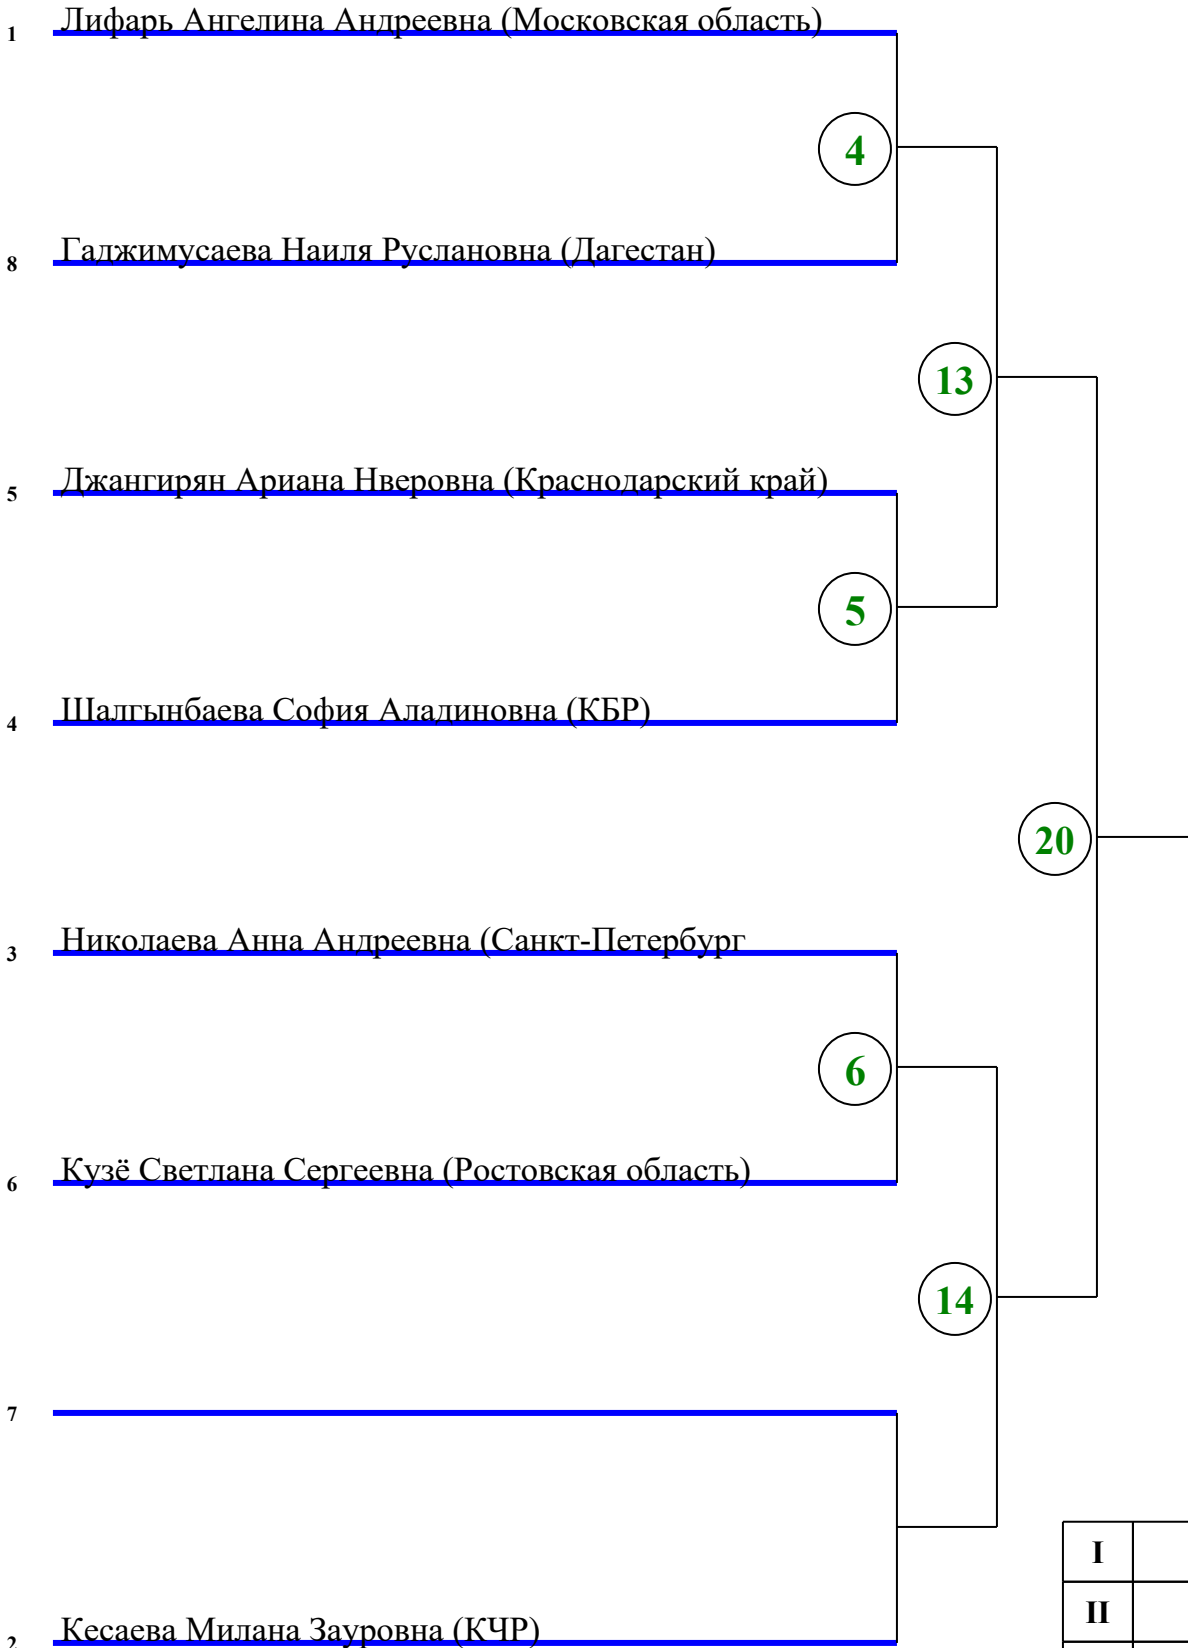 1 Лифарь Ангелина Андреевна (Московская область)
4
8 Гаджимусаева Наиля Руслановна (Дагестан)
13
5 Джангирян Ариана Нверовна (Краснодарский край)
5
4 Шалгынбаева София Аладиновна (КБР)
20
3 Николаева Анна Андреевна (Санкт-Петербург
6
6 Кузё Светлана Сергеевна (Ростовская область)
14
7
I
II
2 Кесаева Милана Зауровна (КЧР)